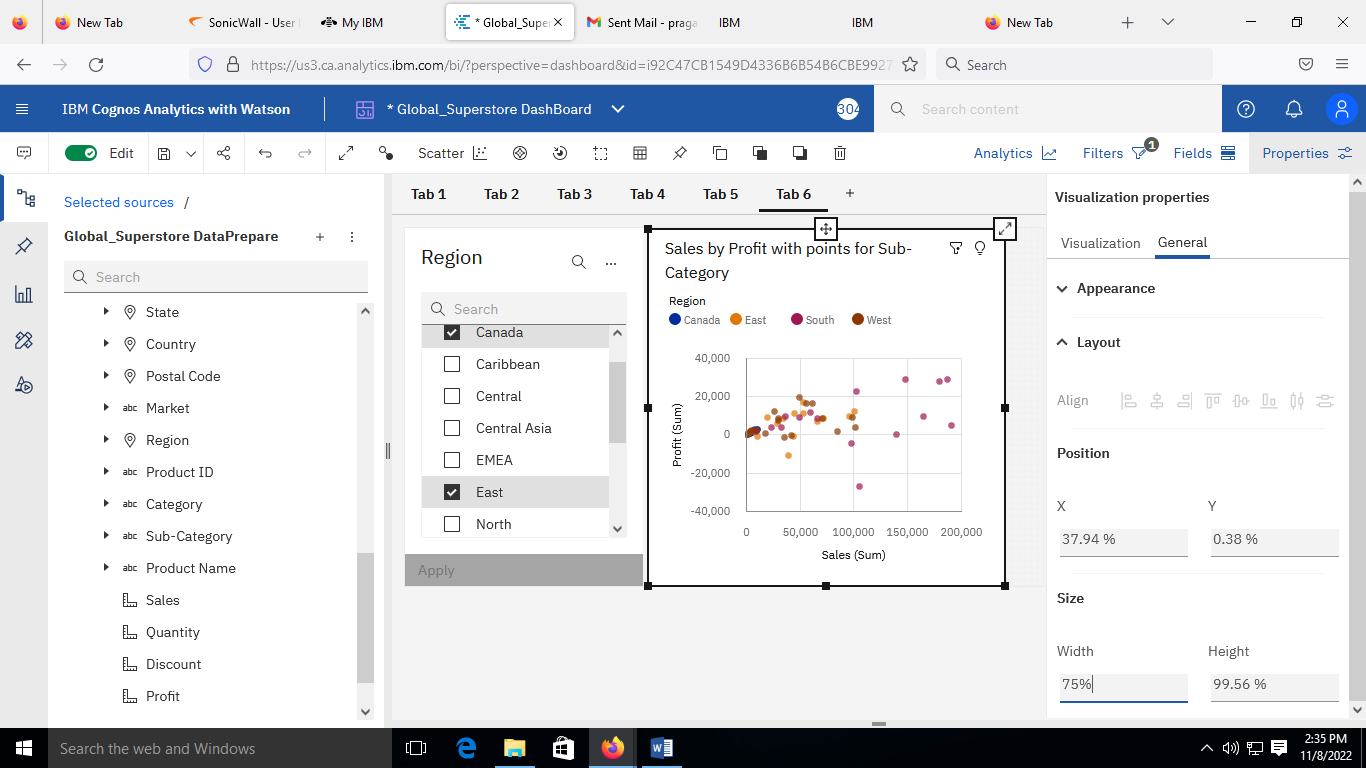 New Tab
SonicWall - User
My IBM
* Global_Super
Sent Mail - praga
IBM
IBM
New Tab
https://us3.ca.analytics.ibm.com/bi/?perspective=dashboard&id=i92C47CB1549D4336B6B54B6CBE9927
Search
IBM Cognos Analytics with Watson
* Global_Superstore DashBoard
304
Search content
Edit
Scatter
Analytics
Filters
1
Fields
Properties
Selected sources /
Global_Superstore DataPrepare
Search
State
Country
Postal Code
abc Market
Region
abc Product ID
abc Category
abc Sub-Category
abc Product Name
Sales
Quantity
Discount
Profit
Tab 1
Tab 2
Tab 3
Tab 4
Tab 5
Tab 6
Region
Search
Canada
Caribbean
Central
Central Asia
EMEA
East
North
Apply
Sales by Profit with points for Sub-
Category
Region
Canada
East
South
West
40,000
20,000
0
-20,000
-40,000
Profit (Sum)
0
50,000
100,000
150,000
200,000
Sales (Sum)
Visualization properties
Visualization
General
Appearance
Layout
Align
Position
X
Y
37.94 %
0.38 %
Size
Width
Height
75%
99.56 %
Search the web and Windows
2:35 PM
11/8/2022